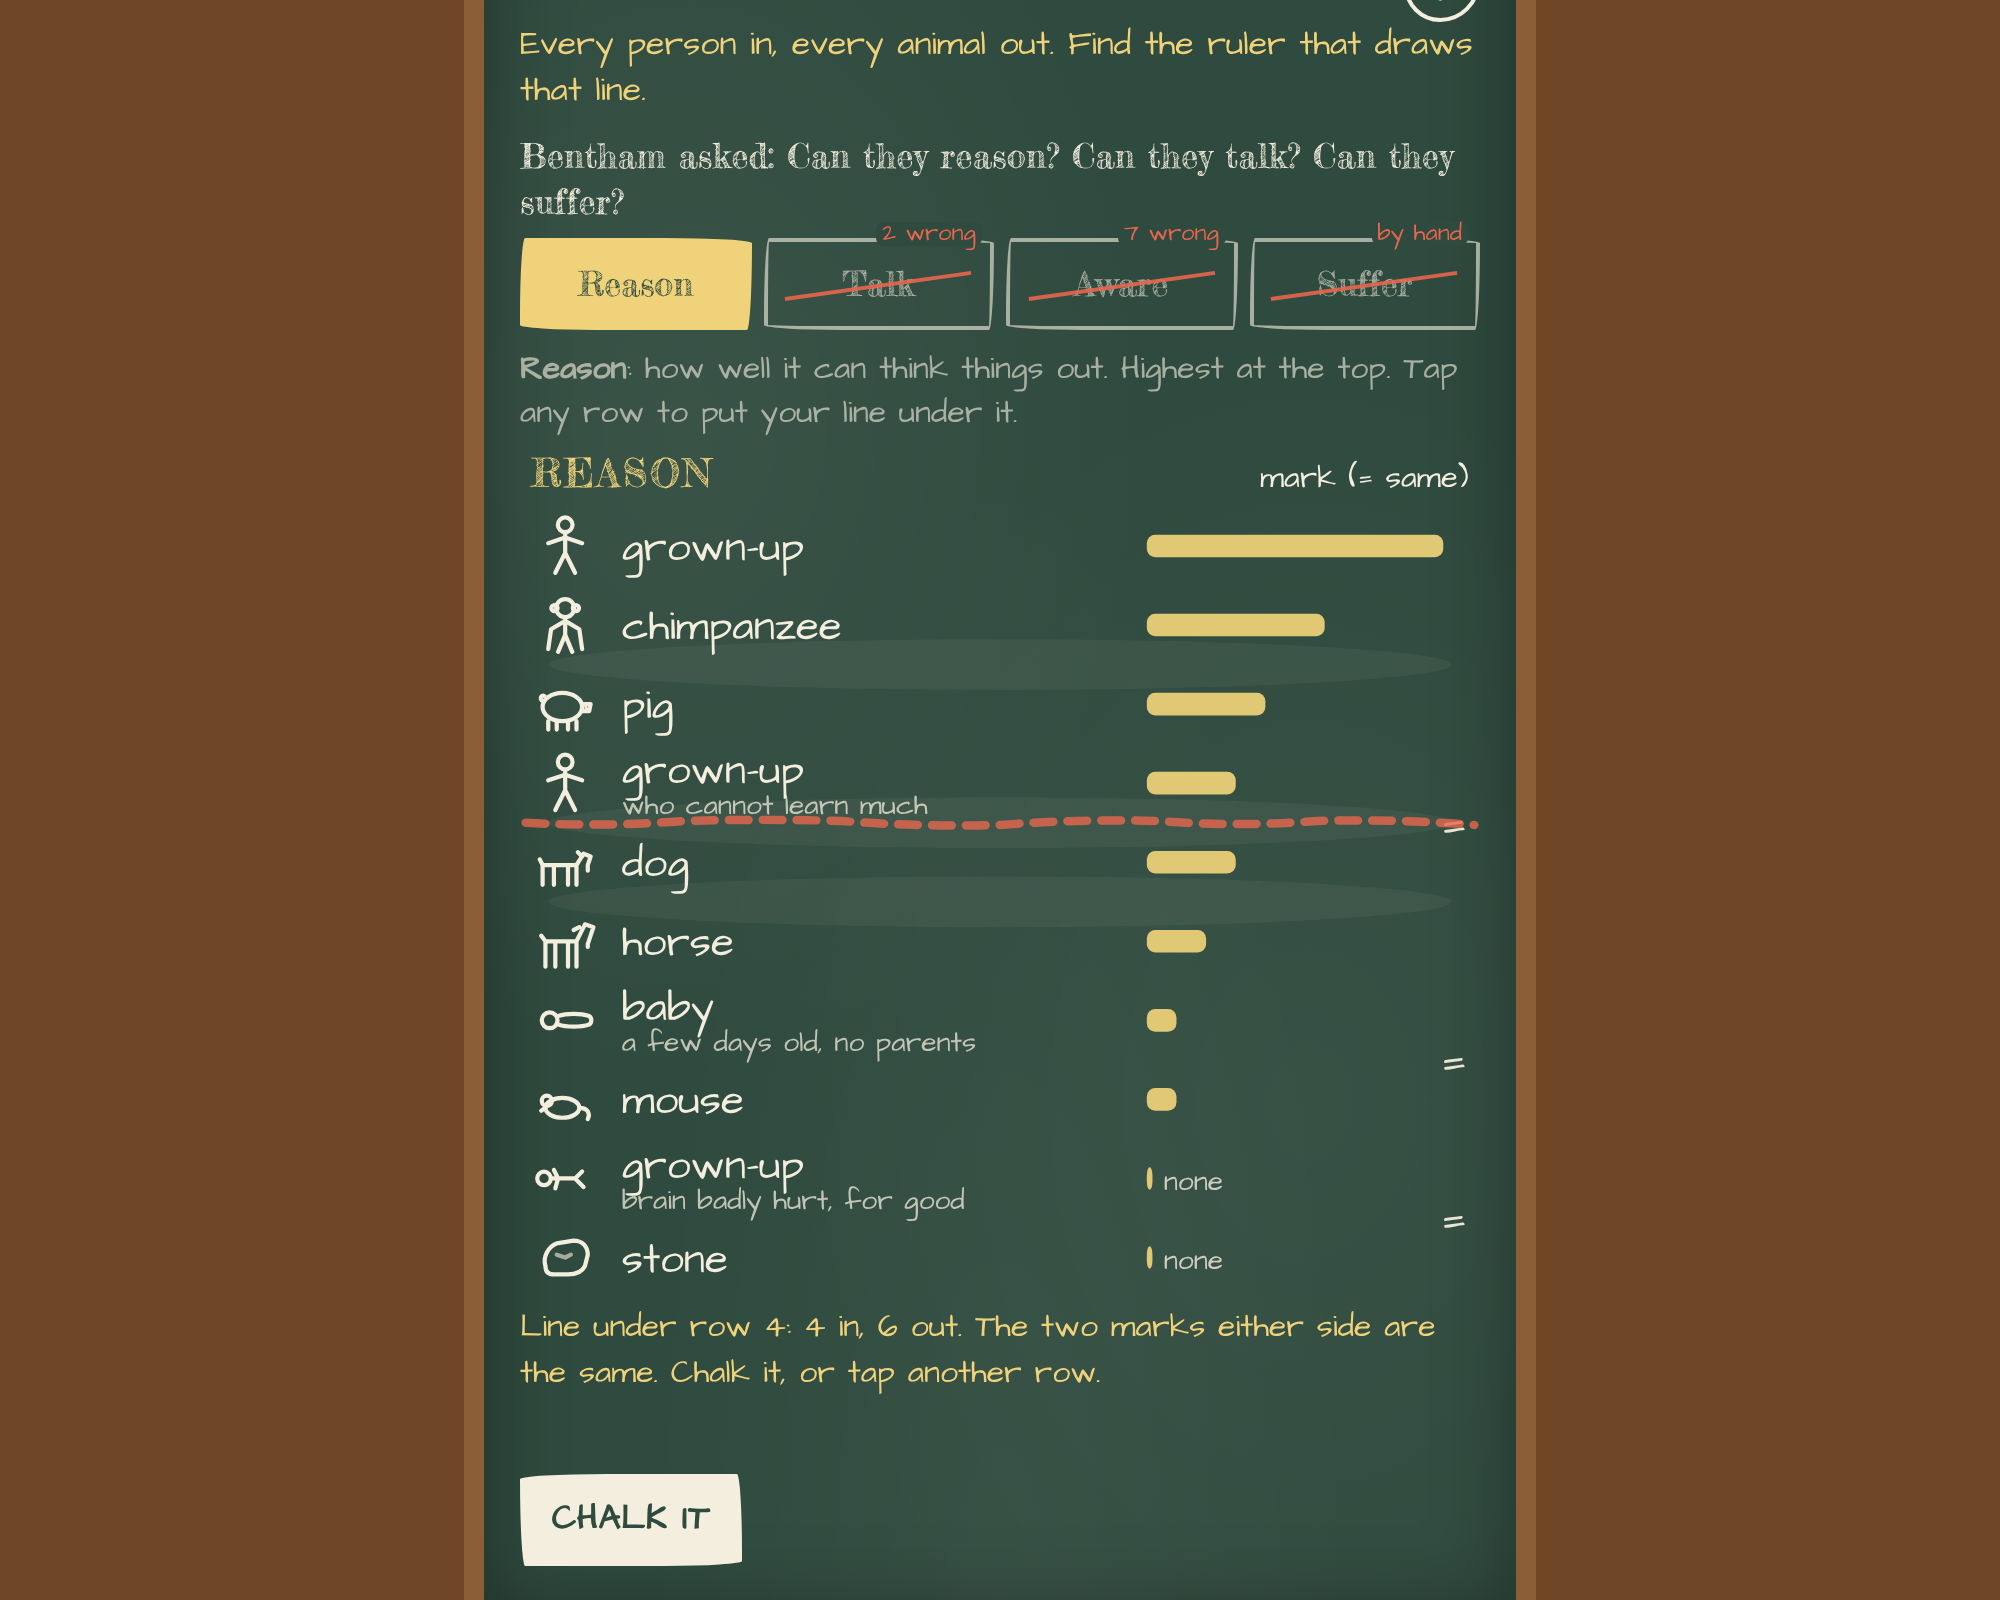 Every person in, every animal out. Find the ruler that draws
that line.
Bentham asked: Can they reason? Can they talk? Can they
suffer?
2 wrong
7 wrong
by hand
Reason
Talk
Aware
Suffer
Reason: how well it can think things out. Highest at the top. Tap
any row to put your line under it.
REASON
mark (= same)
grown-up
chimpanzee
pig
grown-up
who cannot learn much
=
dog
horse
baby
a few days old, no parents
=
mouse
grown-up
none
brain badly hurt, for good
=
stone
none
Line under row 4: 4 in, 6 out. The two marks either side are
the same. Chalk it, or tap another row.
CHALK IT